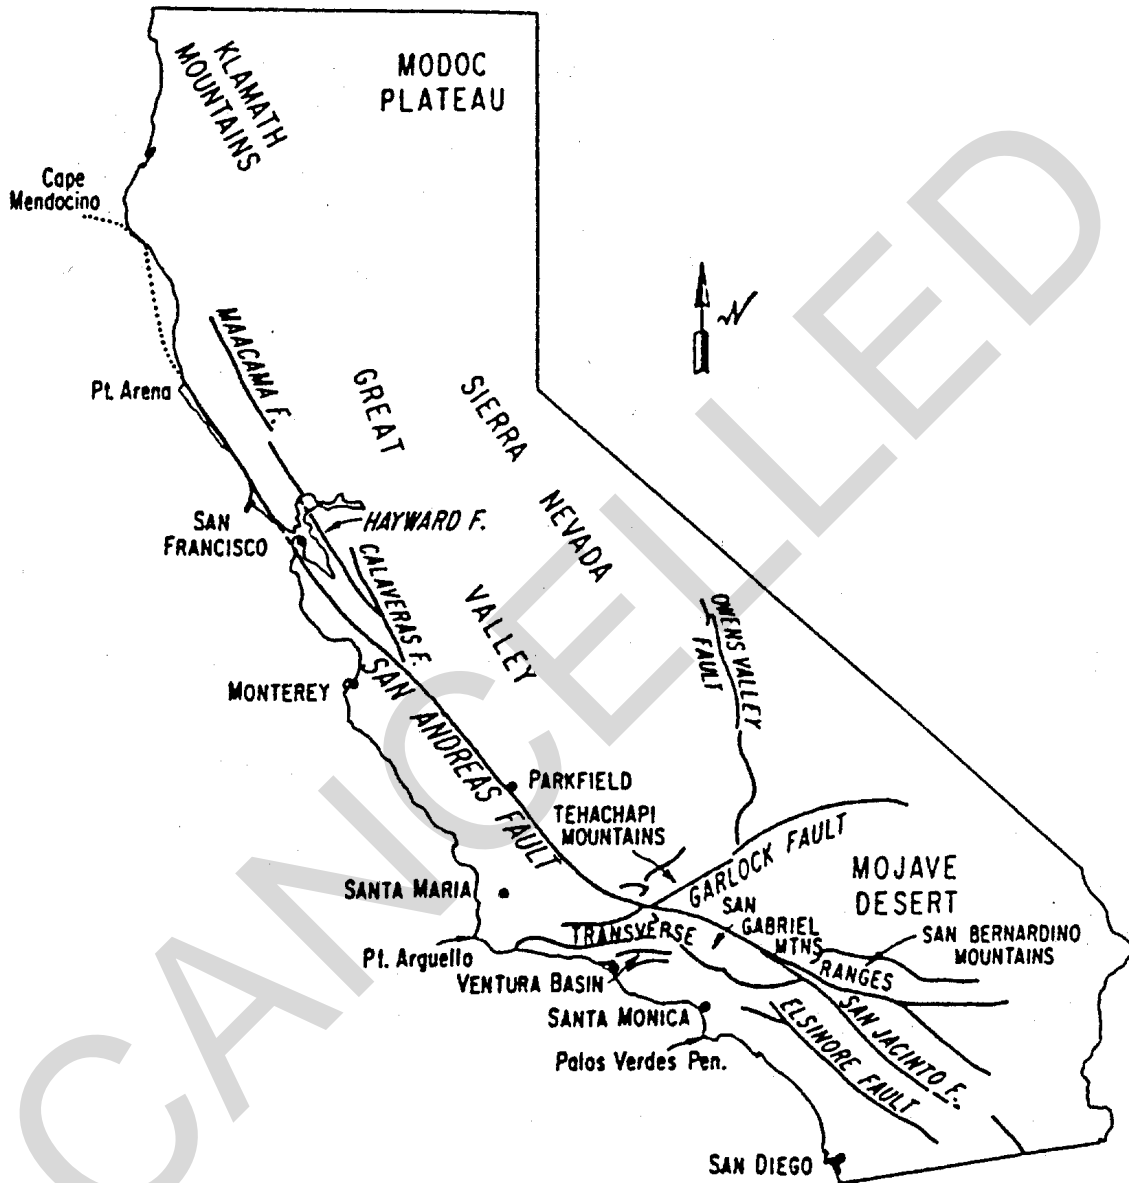 KLAMATH
MOUNTAINS
MODOC
PLATEAU
Cape
Mendocino
N
MAACAMA F.
Pt. Arena
GREAT
VALLEY
SIERRA
NEVADA
SAN
FRANCISCO
HAYWARD F.
CALAVERAS F.
OWENS VALLEY
FAULT
MONTEREY
SAN ANDREAS FAULT
PARKFIELD
TEHACHAPI
MOUNTAINS
GARLOCK FAULT
MOJAVE
DESERT
SANTA MARIA
SAN
GABRIEL
MTNS
TRANSVERSE
RANGES
SAN BERNARDINO
MOUNTAINS
Pt. Arguello
VENTURA BASIN
SANTA MONICA
Palos Verdes Pen.
ELSINORE FAULT
SAN JACINTO F.
SAN DIEGO
CANCELLED